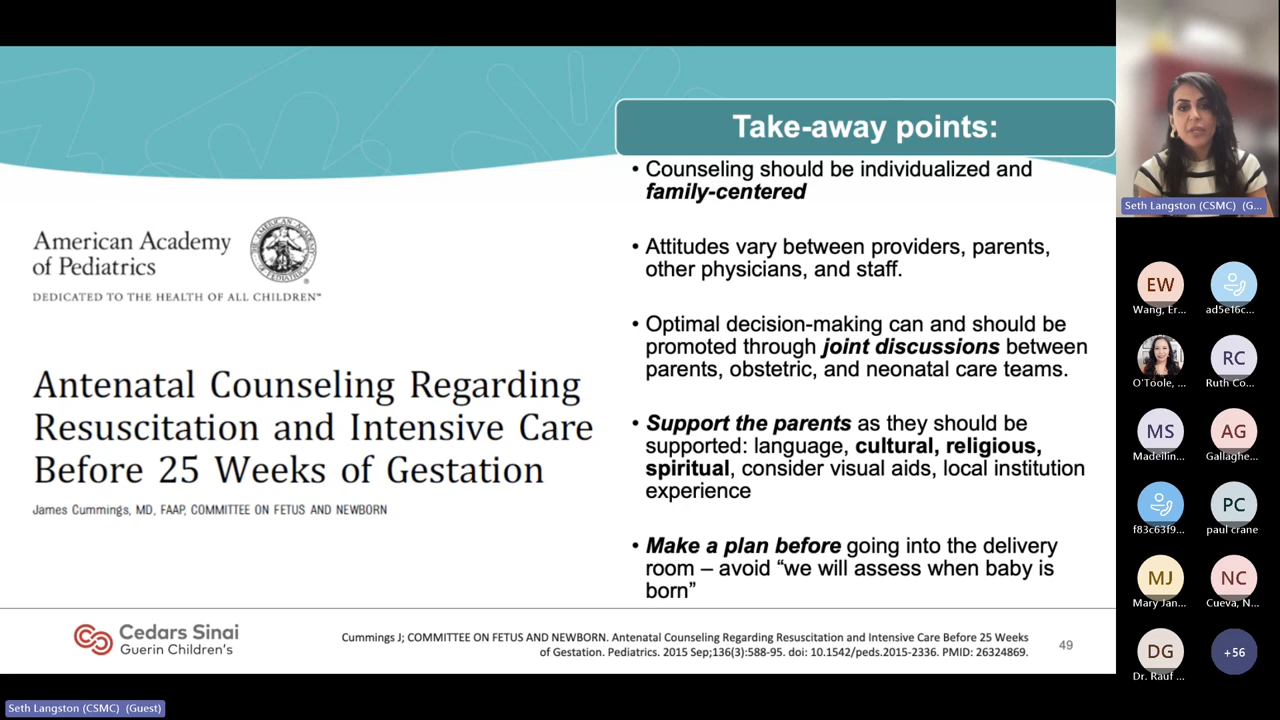 Take-away points:
• Counseling should be individualized and
family-centered
• Attitudes vary between providers, parents,
other physicians, and staff.
• Optimal decision-making can and should be
promoted through joint discussions between
parents, obstetric, and neonatal care teams.
• Support the parents as they should be
supported: language, cultural, religious,
spiritual, consider visual aids, local institution
experience
• Make a plan before going into the delivery
room – avoid “we will assess when baby is
born”
American Academy
of Pediatrics
DEDICATED TO THE HEALTH OF ALL CHILDREN™
Antenatal Counseling Regarding
Resuscitation and Intensive Care
Before 25 Weeks of Gestation
James Cummings, MD, FAAP, COMMITTEE ON FETUS AND NEWBORN
Cedars Sinai
Guerin Children's
Cummings J; COMMITTEE ON FETUS AND NEWBORN. Antenatal Counseling Regarding Resuscitation and Intensive Care Before 25 Weeks
of Gestation. Pediatrics. 2015 Sep;136(3):588-95. doi: 10.1542/peds.2015-2336. PMID: 26324869.
49
Seth Langston (CSMC) (G...
EW
Wang, Er...
ad5e16c...
O'Toole, ...
RC
Ruth Co...
MS
Madeilin...
AG
Gallaghe...
f83c63f9...
PC
paul crane
MJ
Mary Jan...
NC
Cueva, N...
DG
Dr. Rauf ...
+56
Seth Langston (CSMC) (Guest)